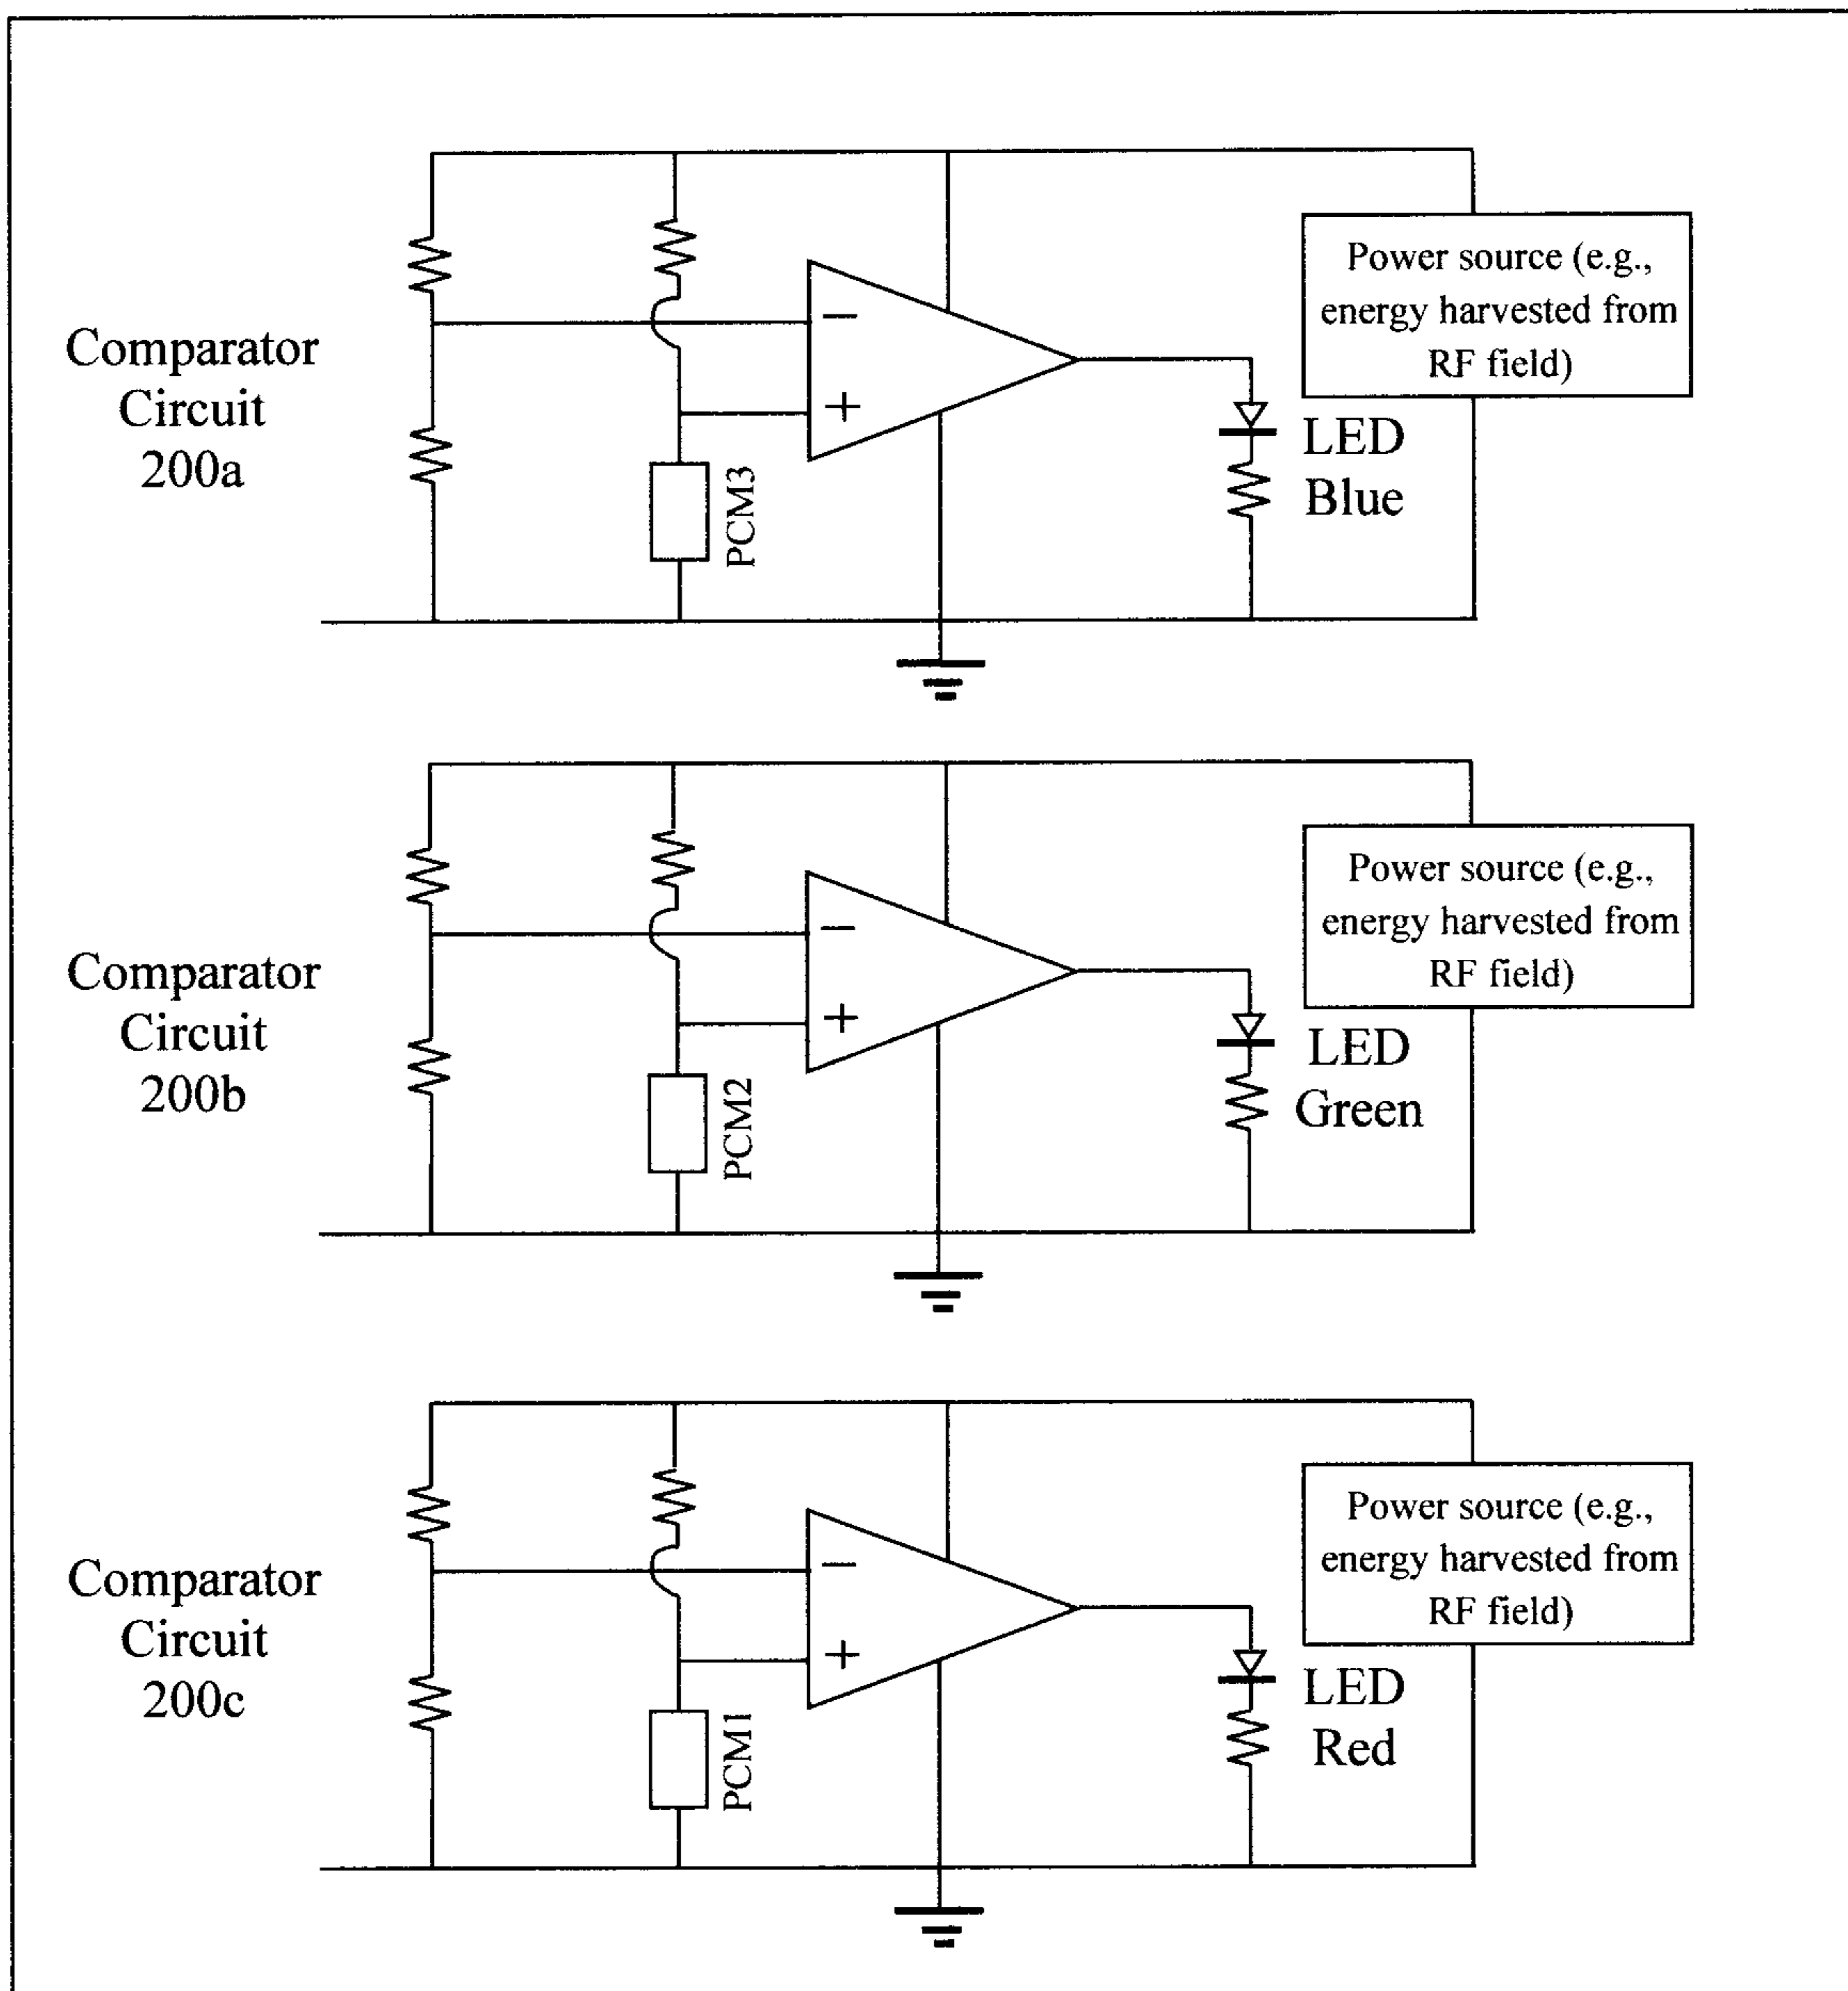 Comparator
Circuit
200a
−
+
PCM3
LED
Blue
Power source (e.g.,
energy harvested from
RF field)
Comparator
Circuit
200b
−
+
PCM2
LED
Green
Power source (e.g.,
energy harvested from
RF field)
Comparator
Circuit
200c
−
+
PCM1
LED
Red
Power source (e.g.,
energy harvested from
RF field)